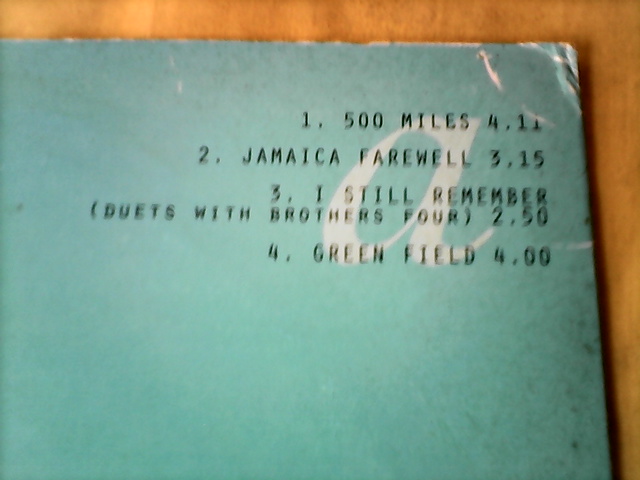 a
1. 500 MILES 4.11
2. JAMAICA FAREWELL 3.15
3. I STILL REMEMBER
(DUETS WITH BROTHERS FOUR) 2.50
4. GREEN FIELD 4.00